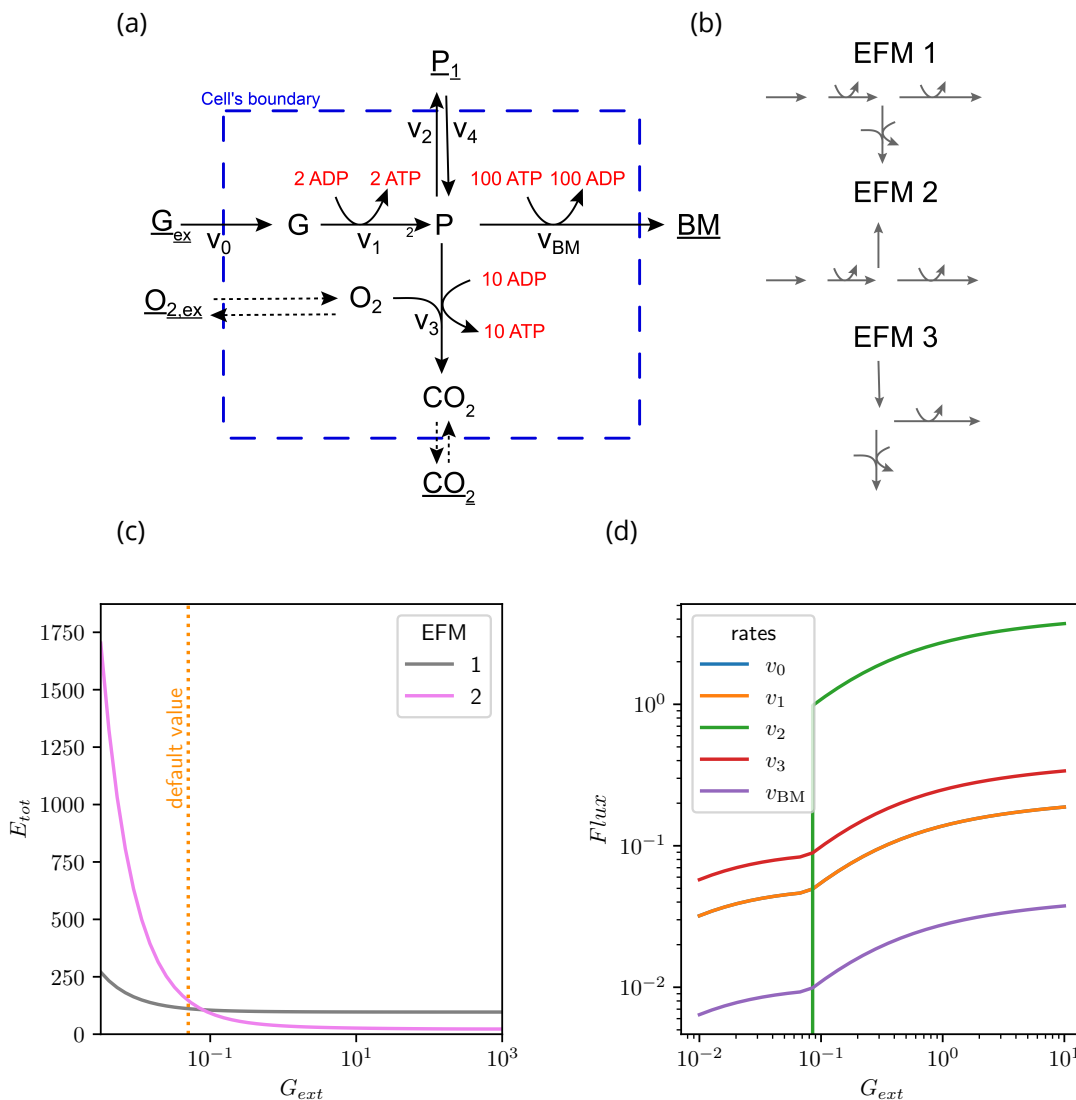 (a)
P1
Cell's boundary
v2
v4
2 ADP
2 ATP
100 ATP
100 ADP
Gex
v0
G
v1
2
P
vBM
BM
O2,ex
O2
v3
10 ADP
10 ATP
CO2
CO2
(b)
EFM 1
EFM 2
EFM 3
(c)
1750
1500
1250
1000
750
500
250
0
Etot
default value
EFM
1
2
10⁻¹
10¹
10³
Gext
(d)
10⁰
10⁻¹
10⁻²
Flux
rates
v0
v1
v2
v3
vBM
10⁻²
10⁻¹
10⁰
10¹
Gext